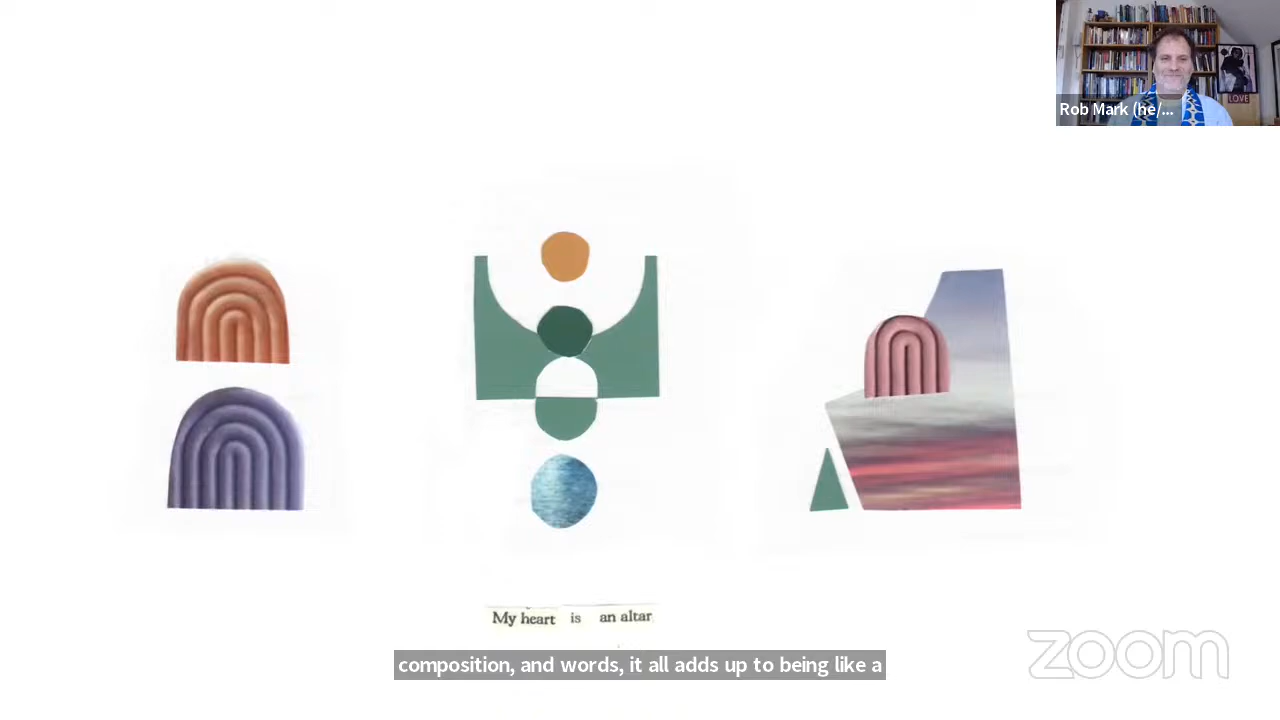 Rob Mark (he/...
LOVE
My heart is an altar
composition, and words, it all adds up to being like a
zoom